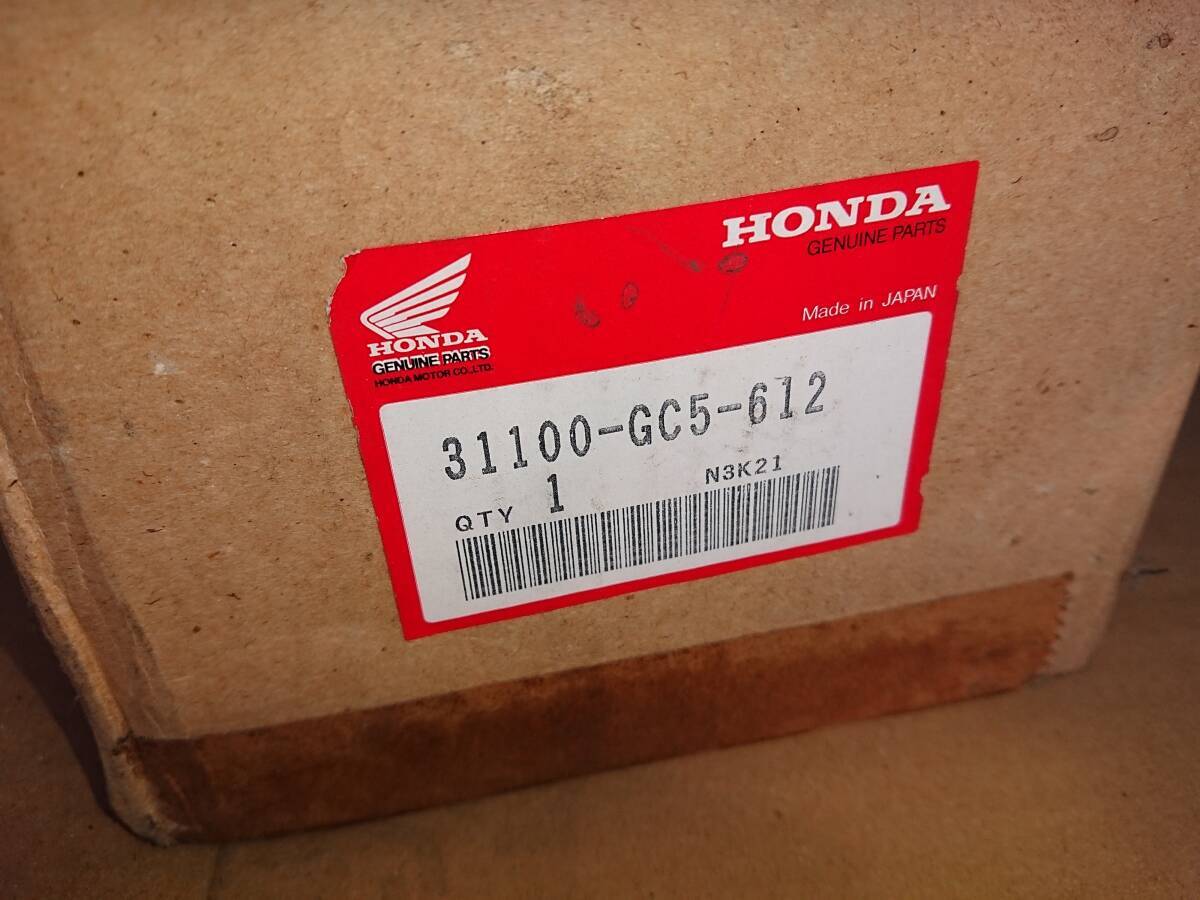 HONDA
GENUINE PARTS
Made in JAPAN
HONDA
GENUINE PARTS
HONDA MOTOR CO.,LTD.
31100-GC5-612
QTY 1 N3K21